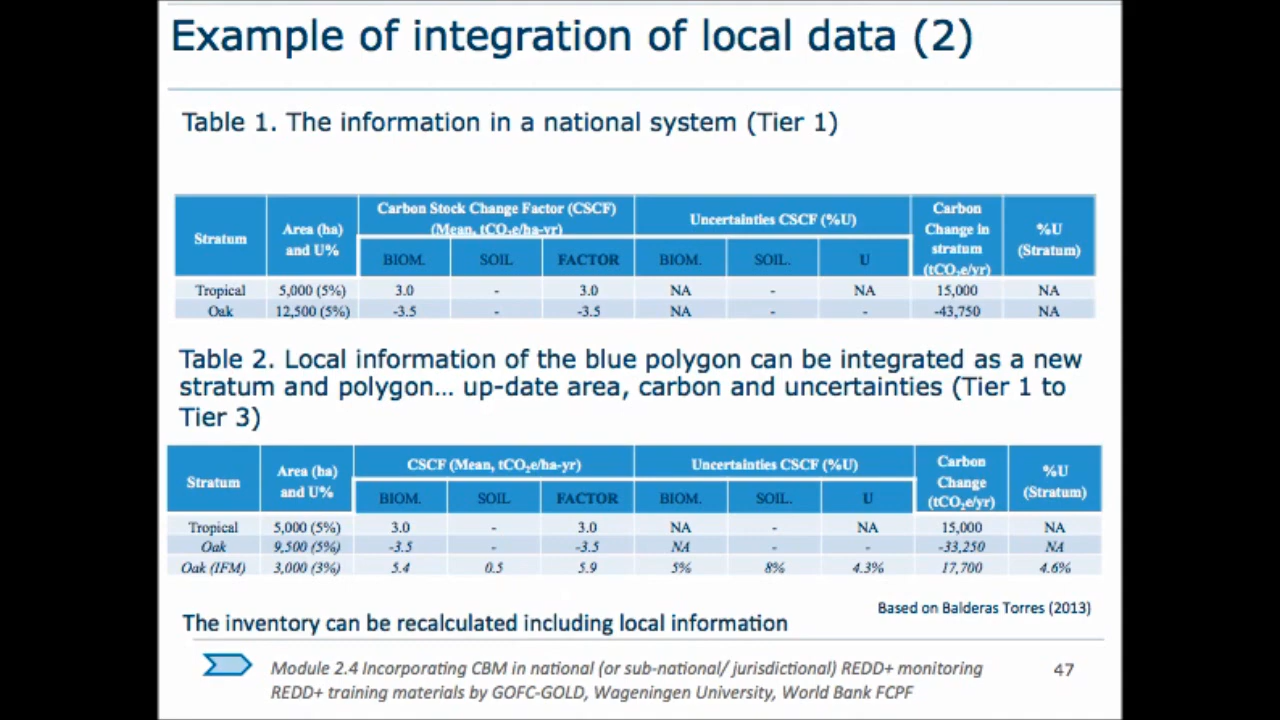 Example of integration of local data (2)
Table 1. The information in a national system (Tier 1)
Stratum Area (ha) and U% Carbon Stock Change Factor (CSCF) (Mean, tCO₂e/ha-yr) Uncertainties CSCF (%U) Carbon Change in stratum (tCO₂e/yr) %U (Stratum)
BIOM. SOIL FACTOR BIOM. SOIL. U
Tropical 5,000 (5%) 3.0 - 3.0 NA - NA 15,000 NA
Oak 12,500 (5%) -3.5 - -3.5 NA - - -43,750 NA
Table 2. Local information of the blue polygon can be integrated as a new
stratum and polygon... up-date area, carbon and uncertainties (Tier 1 to
Tier 3)
Stratum Area (ha) and U% CSCF (Mean, tCO₂e/ha-yr) Uncertainties CSCF (%U) Carbon Change (tCO₂e/yr) %U (Stratum)
BIOM. SOIL FACTOR BIOM. SOIL. U
Tropical 5,000 (5%) 3.0 - 3.0 NA - NA 15,000 NA
Oak 9,500 (5%) -3.5 - -3.5 NA - - -33,250 NA
Oak (IFM) 3,000 (3%) 5.4 0.5 5.9 5% 8% 4.3% 17,700 4.6%
Based on Balderas Torres (2013)
The inventory can be recalculated including local information
Module 2.4 Incorporating CBM in national (or sub-national/ jurisdictional) REDD+ monitoring
REDD+ training materials by GOFC-GOLD, Wageningen University, World Bank FCPF
47